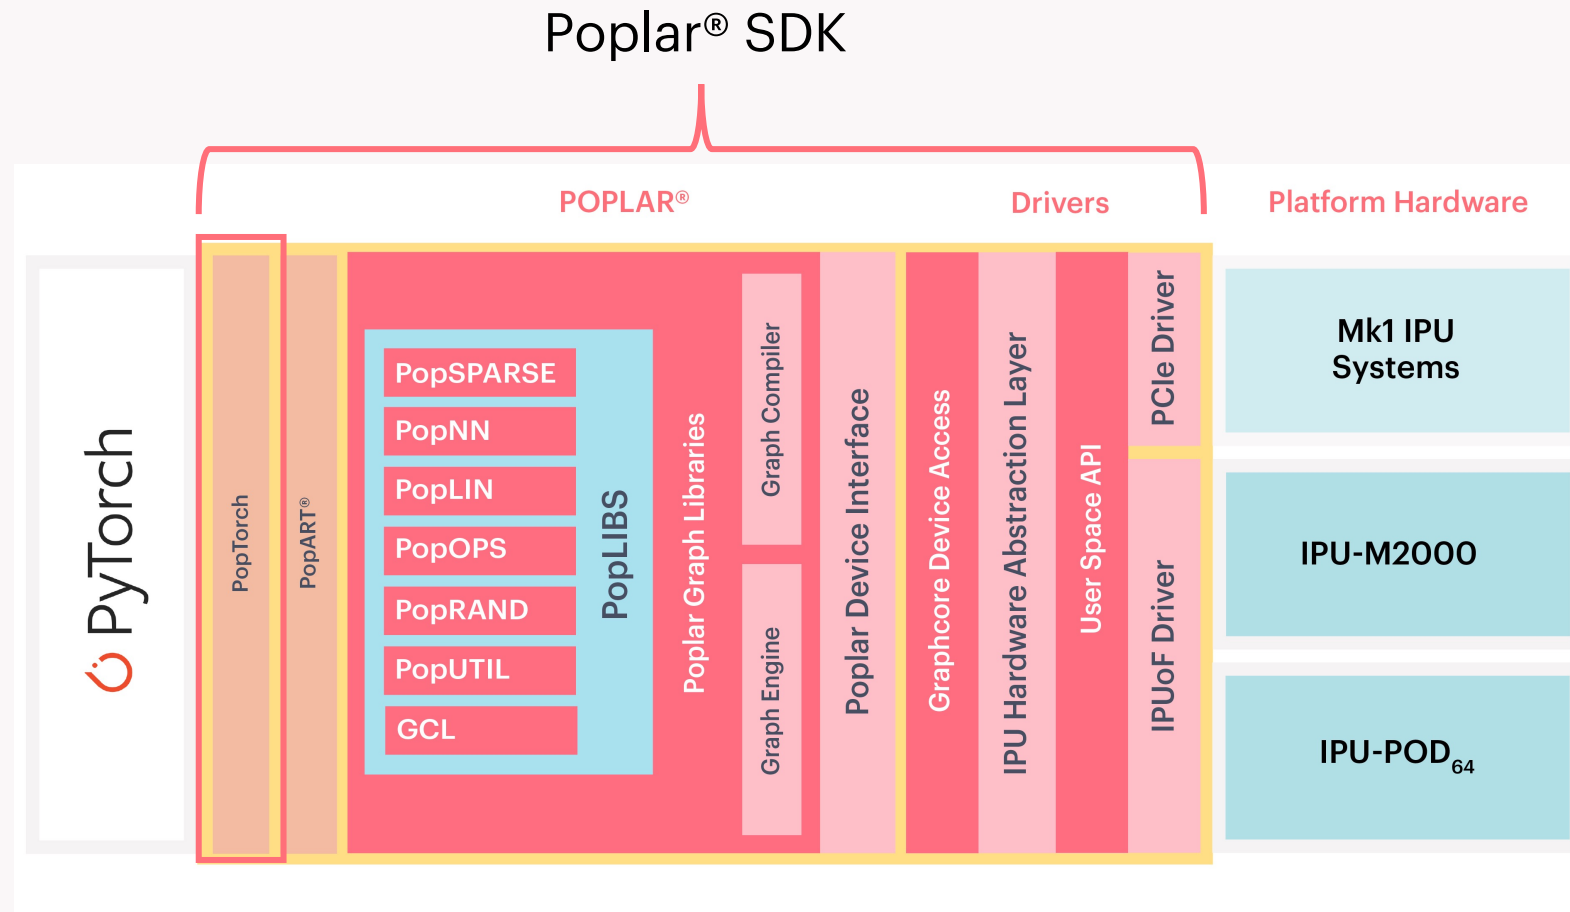 Poplar® SDK
POPLAR®
Drivers
Platform Hardware
PyTorch
PopTorch
PopART®
PopSPARSE
PopNN
PopLIN
PopOPS
PopRAND
PopUTIL
GCL
PopLIBS
Poplar Graph Libraries
Graph Compiler
Graph Engine
Poplar Device Interface
Graphcore Device Access
IPU Hardware Abstraction Layer
User Space API
PCIe Driver
IPUoF Driver
Mk1 IPU
Systems
IPU-M2000
IPU-POD64